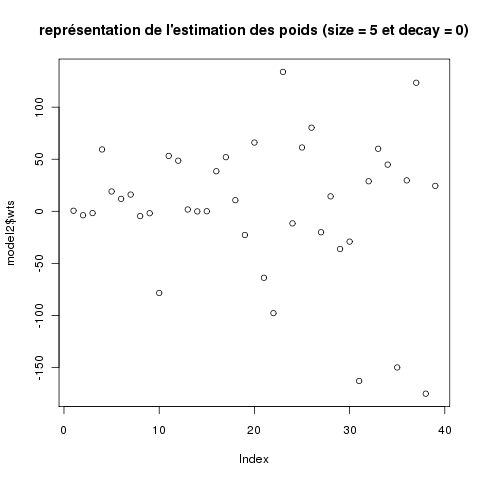 représentation de l'estimation des poids (size = 5 et decay = 0)
100
50
0
-50
-100
-150
model2$wts
0 10 20 30 40
Index